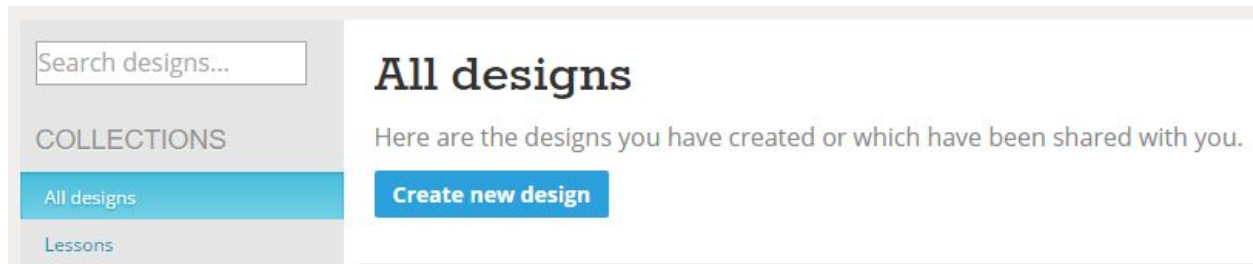 Search designs...
COLLECTIONS
All designs
Lessons
All designs
Here are the designs you have created or which have been shared with you.
Create new design